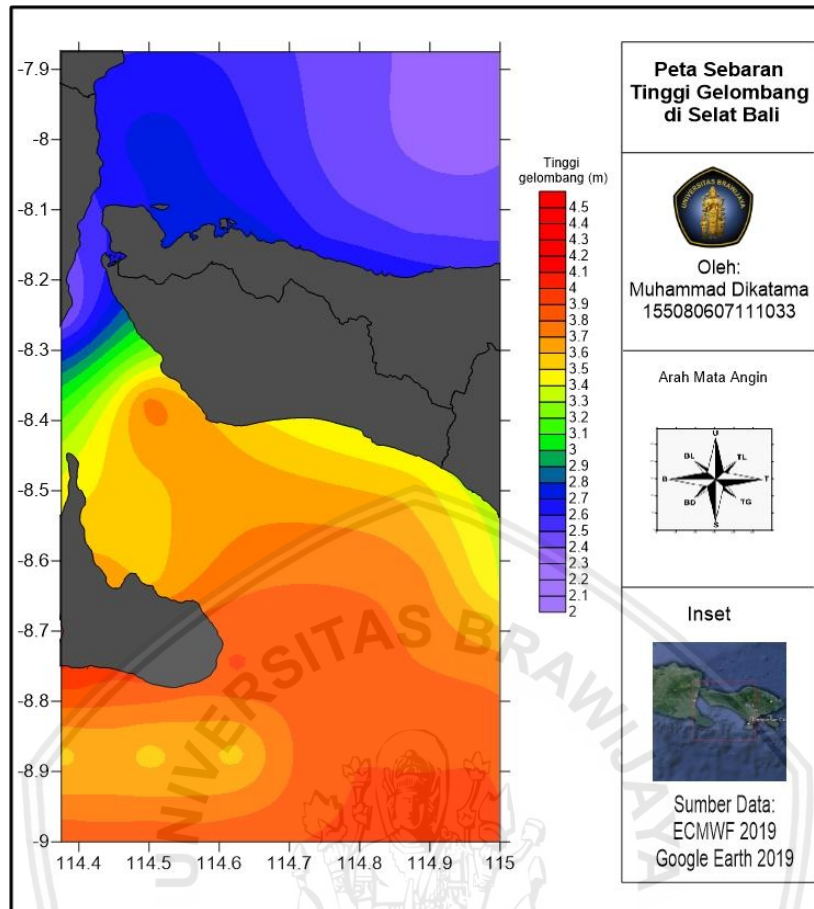 -7.9
-8
-8.1
-8.2
-8.3
-8.4
-8.5
-8.6
-8.7
-8.8
-8.9
-9
114.4
114.5
114.6
114.7
114.8
114.9
115
Tinggi
gelombang (m)
4.5
4.4
4.3
4.2
4.1
4
3.9
3.8
3.7
3.6
3.5
3.4
3.3
3.2
3.1
3
2.9
2.8
2.7
2.6
2.5
2.4
2.3
2.2
2.1
2
Peta Sebaran
Tinggi Gelombang
di Selat Bali
UNIVERSITAS BRAWIJAYA
Oleh:
Muhammad Dikatama
155080607111033
Arah Mata Angin
U
BL
TL
B
T
BD
TG
S
Inset
Sumber Data:
ECMWF 2019
Google Earth 2019
UNIVERSITAS BRAWIJAYA